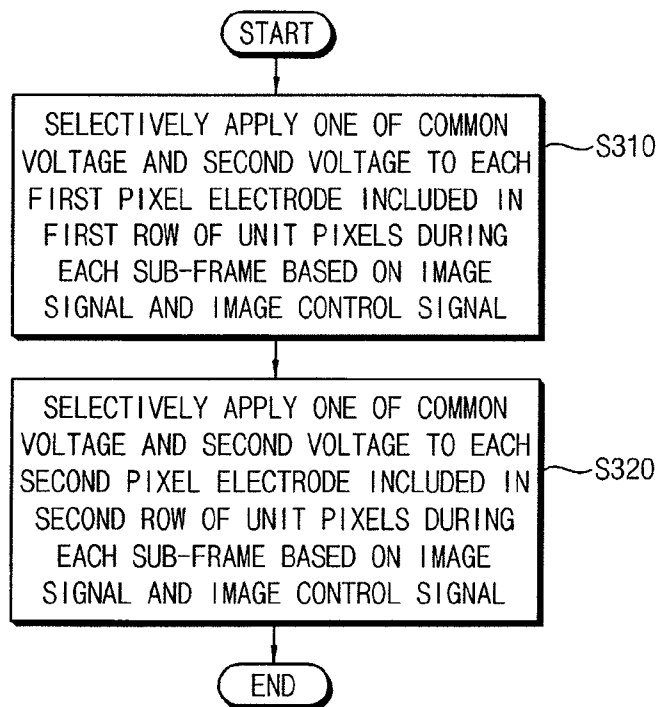 START
SELECTIVELY APPLY ONE OF COMMON
VOLTAGE AND SECOND VOLTAGE TO EACH
FIRST PIXEL ELECTRODE INCLUDED IN
FIRST ROW OF UNIT PIXELS DURING
EACH SUB-FRAME BASED ON IMAGE
SIGNAL AND IMAGE CONTROL SIGNAL
S310
SELECTIVELY APPLY ONE OF COMMON
VOLTAGE AND SECOND VOLTAGE TO EACH
SECOND PIXEL ELECTRODE INCLUDED IN
SECOND ROW OF UNIT PIXELS DURING
EACH SUB-FRAME BASED ON IMAGE
SIGNAL AND IMAGE CONTROL SIGNAL
S320
END